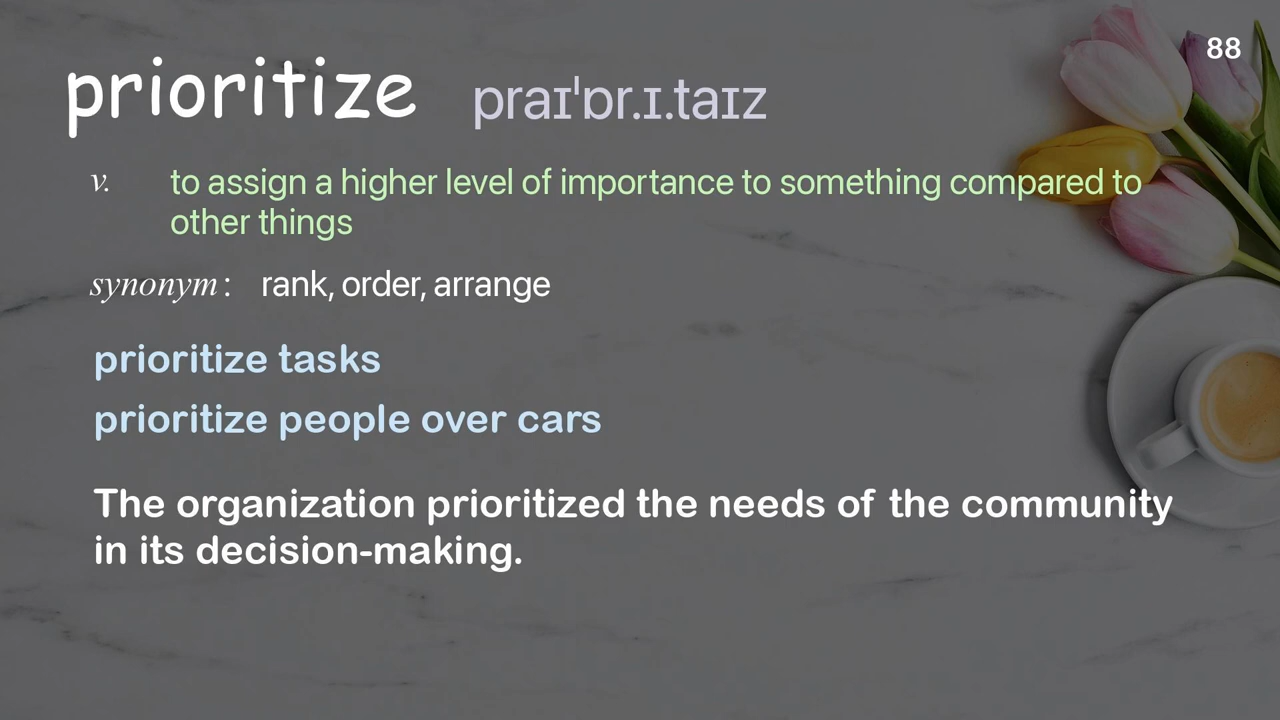 88
prioritize praɪˈɒr.ɪ.taɪz
v. to assign a higher level of importance to something compared to
other things
synonym : rank, order, arrange
prioritize tasks
prioritize people over cars
The organization prioritized the needs of the community
in its decision-making.